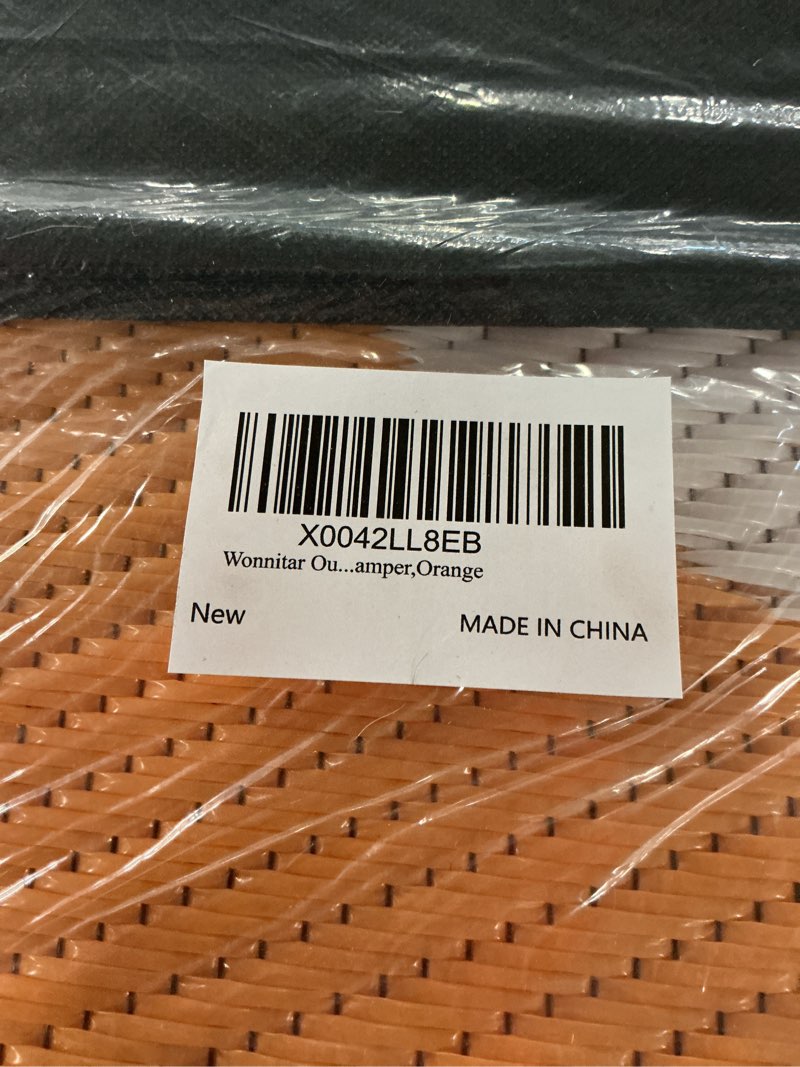 X0042LL8EB
Wonnitar Ou...amper,Orange
New
MADE IN CHINA